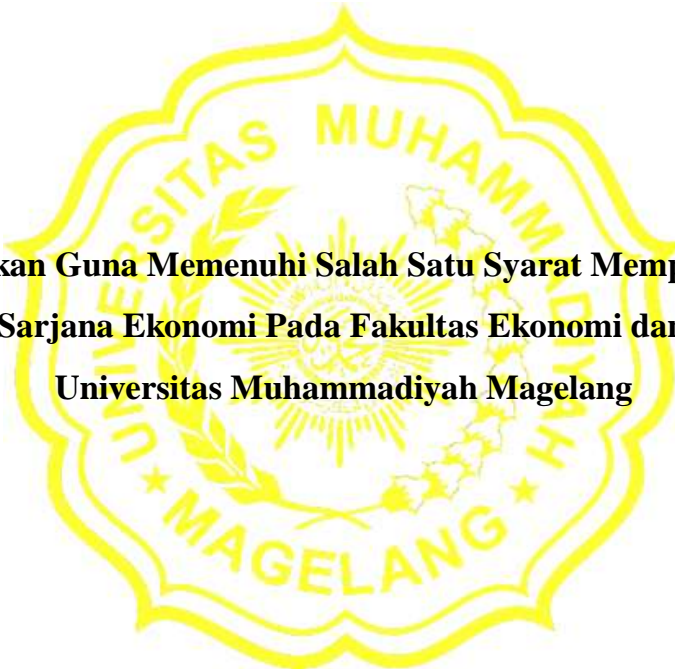 UNIVERSITAS MUHAMMADIYAH
kan Guna Memenuhi Salah Satu Syarat Memp
Sarjana Ekonomi Pada Fakultas Ekonomi dan
Universitas Muhammadiyah Magelang
MAGELANG